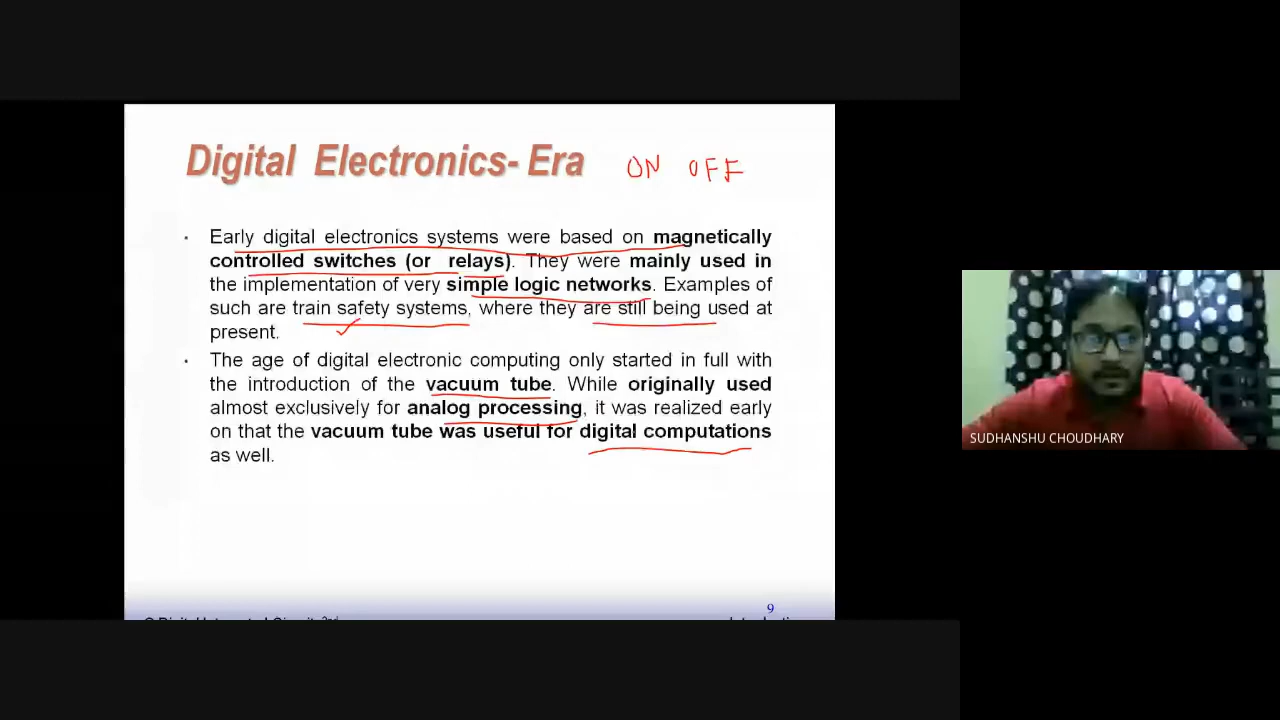 Digital Electronics- Era ON OFF
• Early digital electronics systems were based on magnetically
controlled switches (or relays). They were mainly used in
the implementation of very simple logic networks. Examples of
such are train safety systems, where they are still being used at
present.
• The age of digital electronic computing only started in full with
the introduction of the vacuum tube. While originally used
almost exclusively for analog processing, it was realized early
on that the vacuum tube was useful for digital computations
as well.
SUDHANSHU CHOUDHARY
9